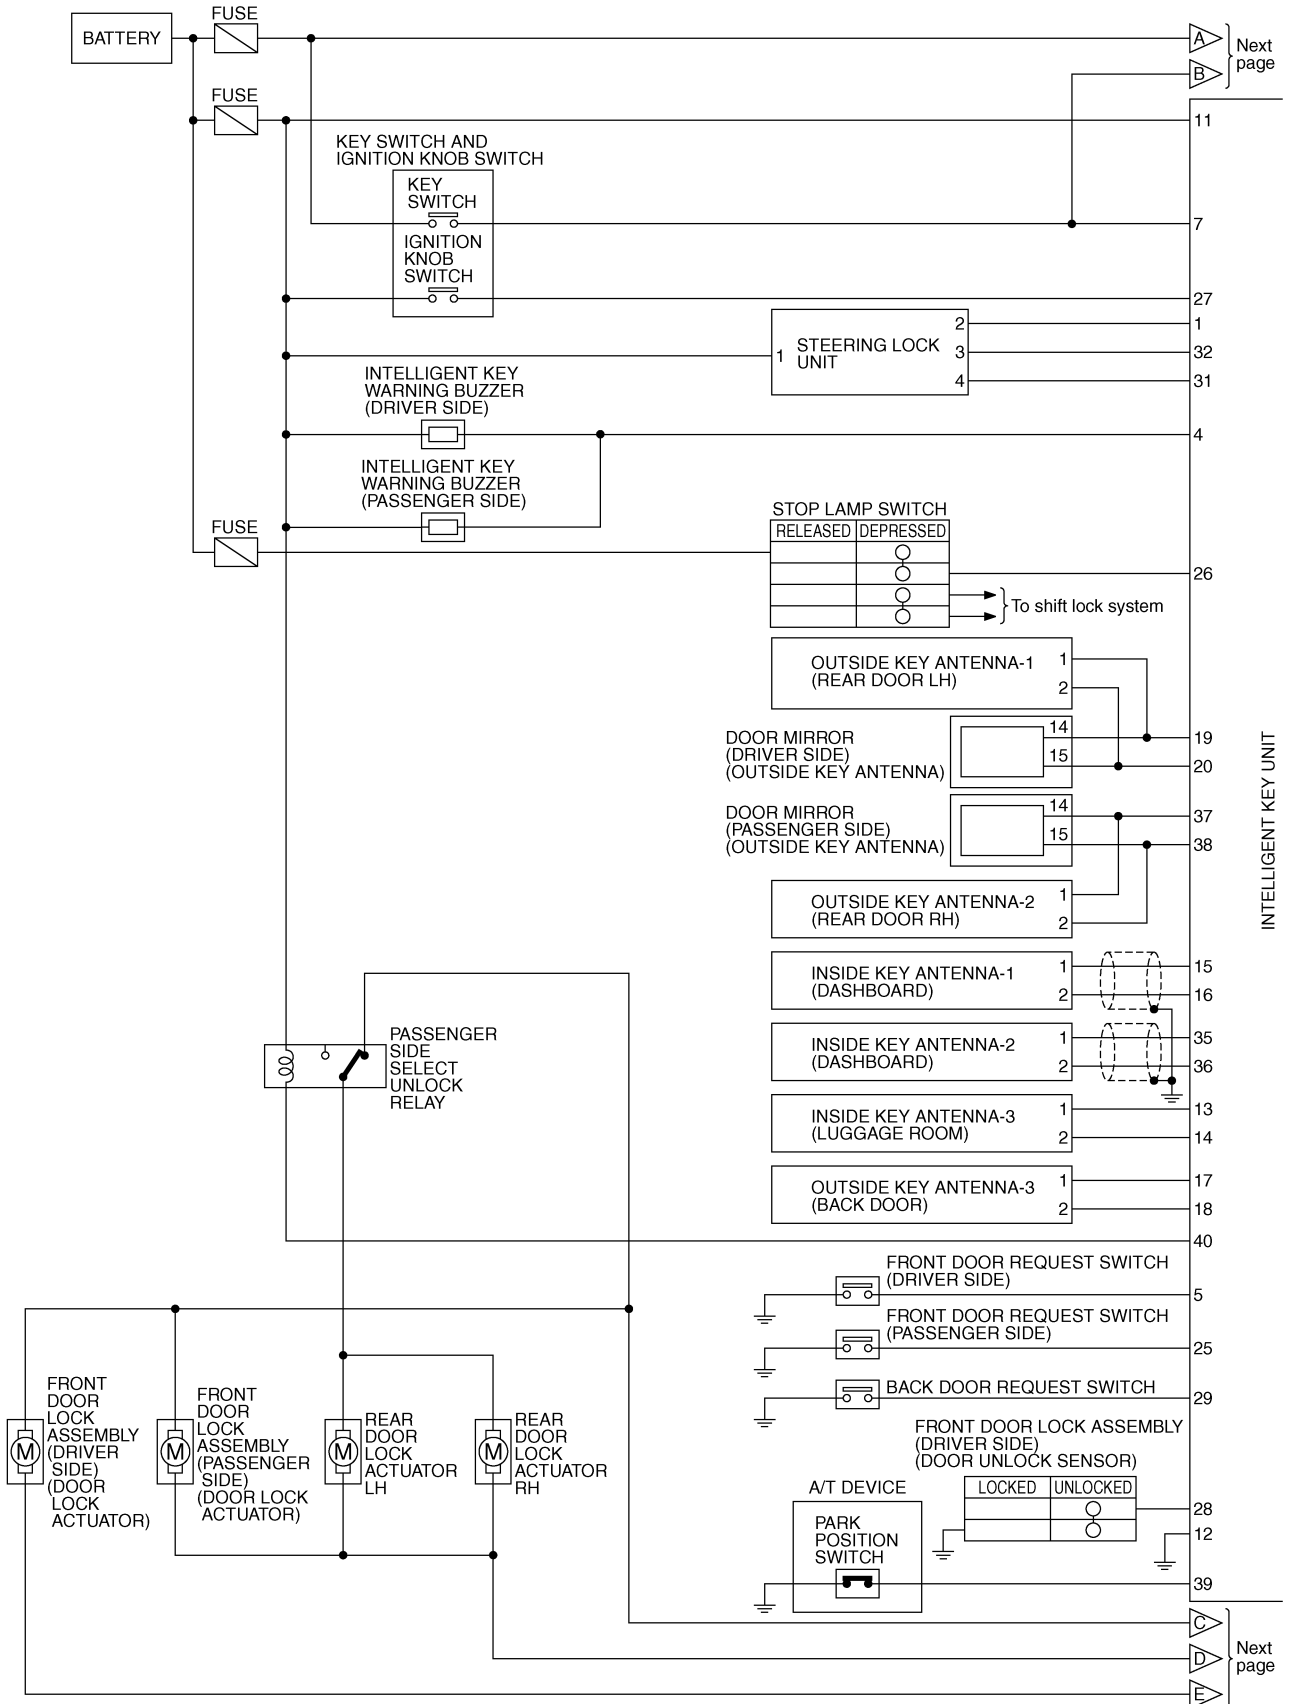 FUSE
BATTERY
A
Next
page
B
FUSE
11
KEY SWITCH AND
IGNITION KNOB SWITCH
KEY
SWITCH
7
IGNITION
KNOB
SWITCH
27
2
1
1
STEERING LOCK
UNIT
3
32
4
31
INTELLIGENT KEY
WARNING BUZZER
(DRIVER SIDE)
4
INTELLIGENT KEY
WARNING BUZZER
(PASSENGER SIDE)
STOP LAMP SWITCH
FUSE
RELEASED
DEPRESSED
26
To shift lock system
OUTSIDE KEY ANTENNA-1
(REAR DOOR LH)
1
2
DOOR MIRROR
(DRIVER SIDE)
(OUTSIDE KEY ANTENNA)
14
15
19
20
DOOR MIRROR
(PASSENGER SIDE)
(OUTSIDE KEY ANTENNA)
14
15
37
38
INTELLIGENT KEY UNIT
OUTSIDE KEY ANTENNA-2
(REAR DOOR RH)
1
2
INSIDE KEY ANTENNA-1
(DASHBOARD)
1
2
15
16
INSIDE KEY ANTENNA-2
(DASHBOARD)
1
2
35
36
PASSENGER
SIDE
SELECT
UNLOCK
RELAY
INSIDE KEY ANTENNA-3
(LUGGAGE ROOM)
1
2
13
14
OUTSIDE KEY ANTENNA-3
(BACK DOOR)
1
2
17
18
40
FRONT DOOR REQUEST SWITCH
(DRIVER SIDE)
5
FRONT DOOR REQUEST SWITCH
(PASSENGER SIDE)
25
BACK DOOR REQUEST SWITCH
29
FRONT
DOOR
LOCK
ASSEMBLY
(DRIVER
SIDE)
(DOOR
LOCK
ACTUATOR)
M
FRONT
DOOR
LOCK
ASSEMBLY
(PASSENGER
SIDE)
(DOOR LOCK
ACTUATOR)
M
REAR
DOOR
LOCK
ACTUATOR
LH
M
REAR
DOOR
LOCK
ACTUATOR
RH
M
FRONT DOOR LOCK ASSEMBLY
(DRIVER SIDE)
(DOOR UNLOCK SENSOR)
LOCKED
UNLOCKED
28
12
A/T DEVICE
PARK
POSITION
SWITCH
39
C
D
E
Next
page